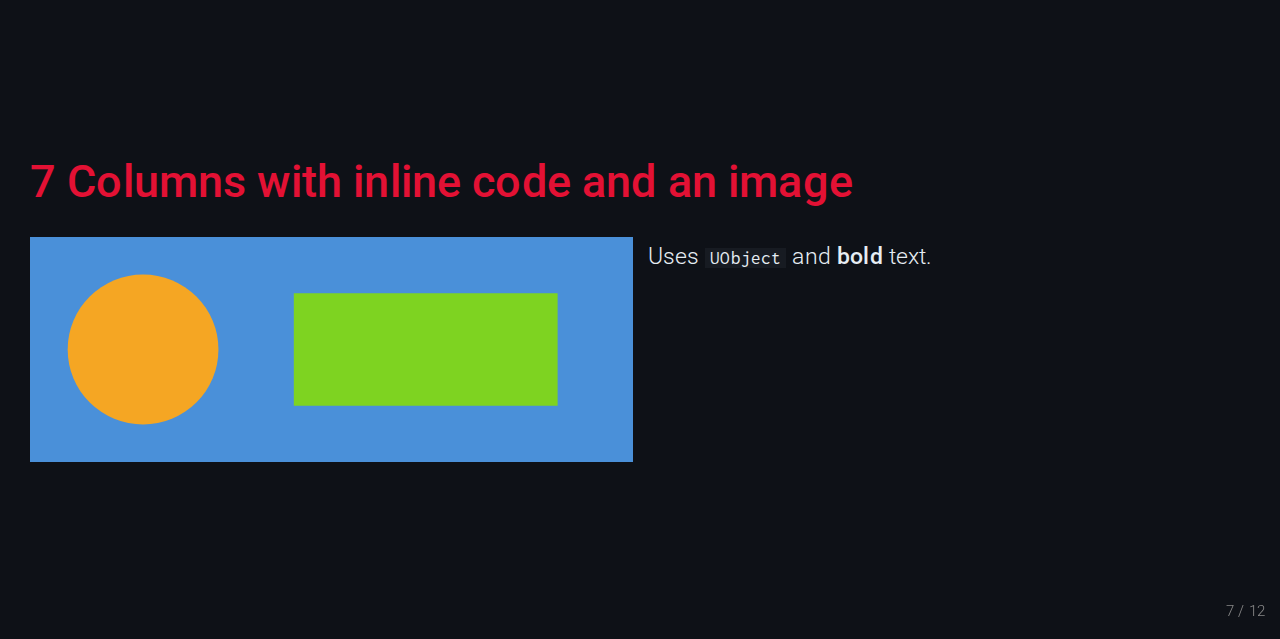 7 Columns with inline code and an image
Uses UObject and bold text.
7 / 12